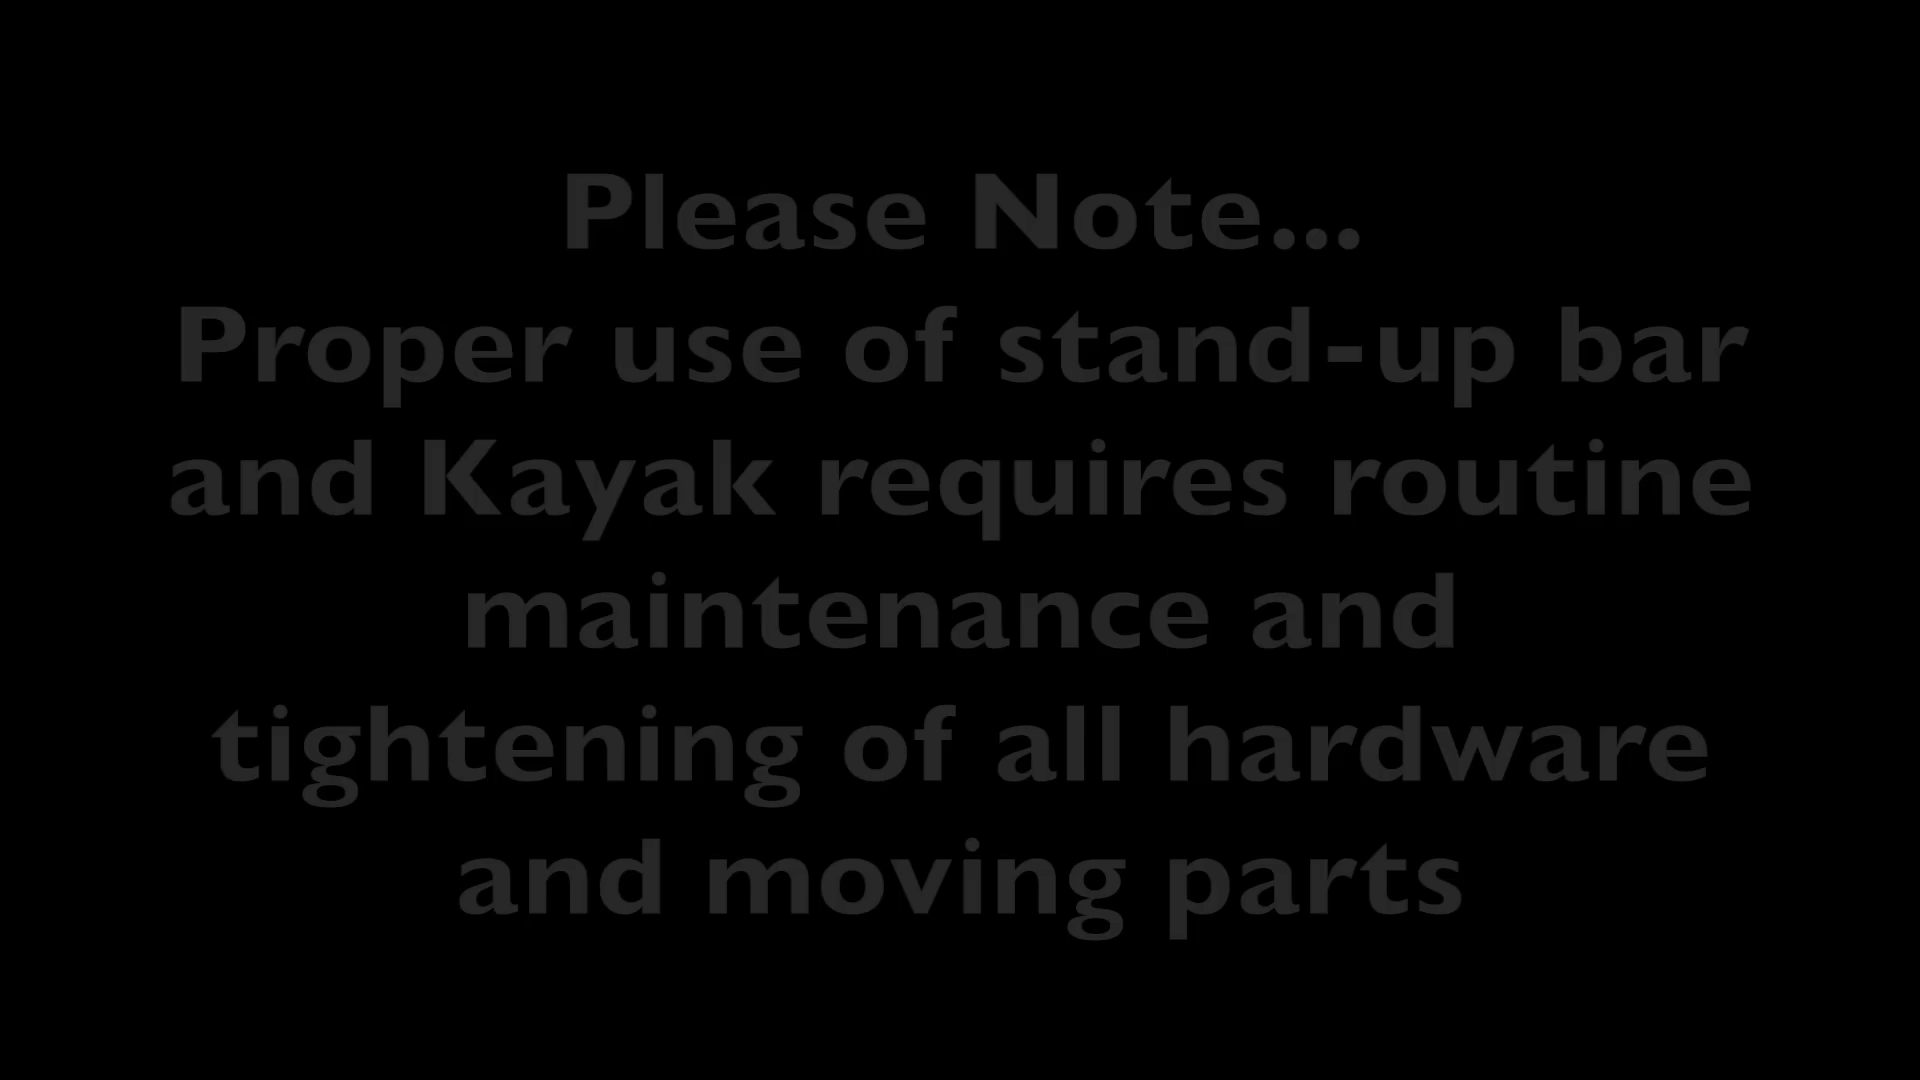 Please Note...
Proper use of stand-up bar
and Kayak requires routine
maintenance and
tightening of all hardware
and moving parts